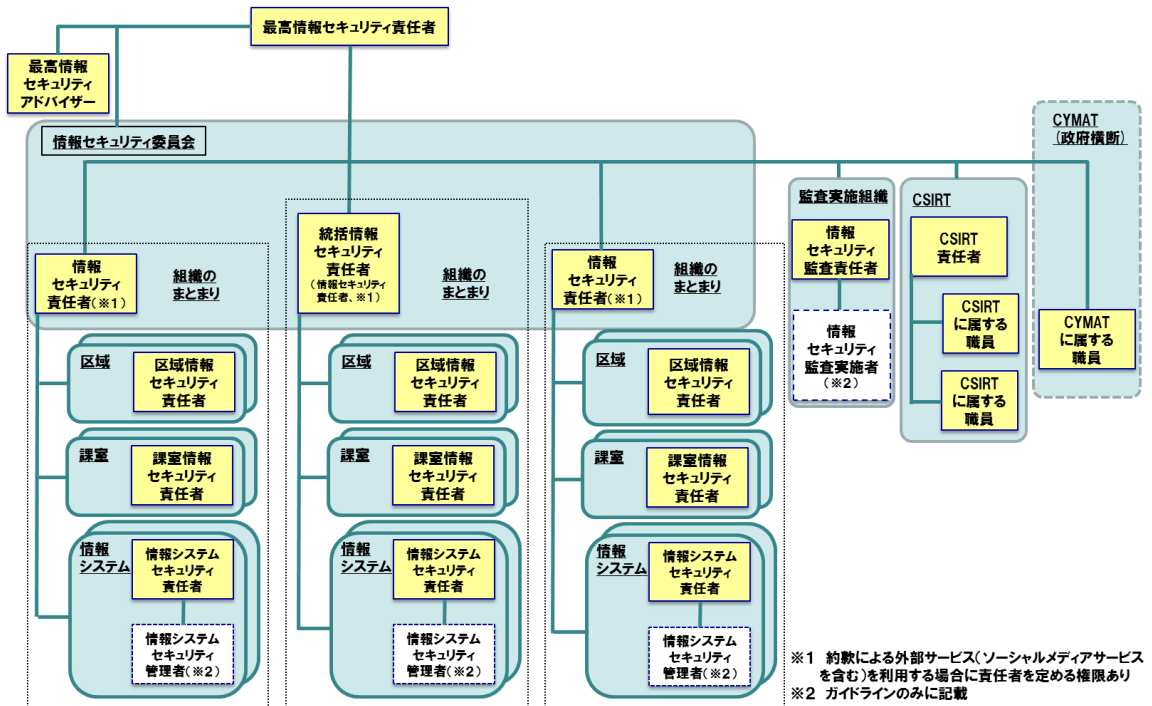 最高情報セキュリティ責任者
最高情報
セキュリティ
アドバイザー
情報セキュリティ委員会
CYMAT
(政府横断)
監査実施組織
CSIRT
情報
セキュリティ
責任者(※1)
組織の
まとまり
統括情報
セキュリティ
責任者
(情報セキュリティ
責任者、※1)
組織の
まとまり
情報
セキュリティ
責任者(※1)
組織の
まとまり
情報
セキュリティ
監査責任者
情報
セキュリティ
監査実施者
(※2)
CSIRT
責任者
CSIRT
に属する
職員
CSIRT
に属する
職員
CYMAT
に属する
職員
区域
区域情報
セキュリティ
責任者
区域
区域情報
セキュリティ
責任者
区域
区域情報
セキュリティ
責任者
課室
課室情報
セキュリティ
責任者
課室
課室情報
セキュリティ
責任者
課室
課室情報
セキュリティ
責任者
情報
システム
情報システム
セキュリティ
責任者
情報システム
セキュリティ
管理者(※2)
情報
システム
情報システム
セキュリティ
責任者
情報システム
セキュリティ
管理者(※2)
情報
システム
情報システム
セキュリティ
責任者
情報システム
セキュリティ
管理者(※2)
※1 約款による外部サービス(ソーシャルメディアサービス
を含む)を利用する場合に責任者を定める権限あり
※2 ガイドラインのみに記載